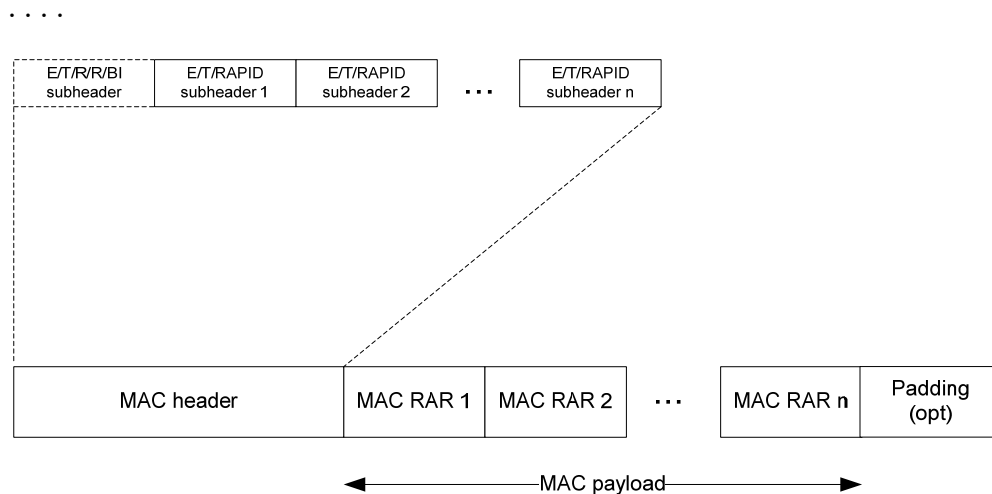 . . . .
E/T/R/R/BI
subheader
E/T/RAPID
subheader 1
E/T/RAPID
subheader 2
...
E/T/RAPID
subheader n
MAC header
MAC RAR 1
MAC RAR 2
...
MAC RAR n
Padding
(opt)
MAC payload